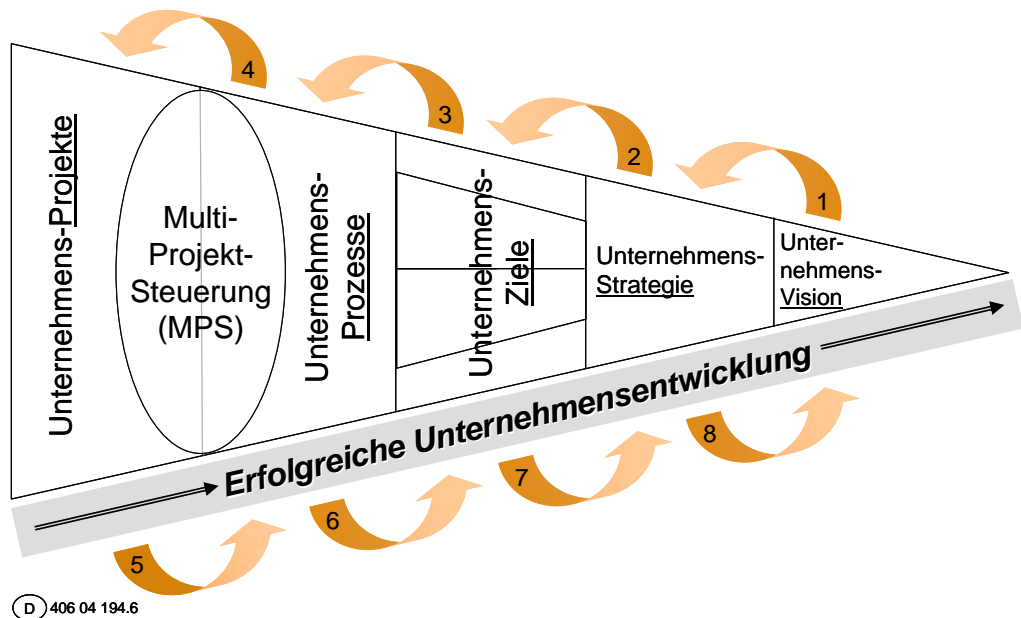 4
3
2
1
Unternehmens-Projekte
Multi-
Projekt-
Steuerung
(MPS)
Unternehmens-
Prozesse
Unternehmens-
Ziele
Unternehmens-
Strategie
Unter-
nehmens-
Vision
Erfolgreiche Unternehmensentwicklung
5
6
7
8
D 406 04 194.6